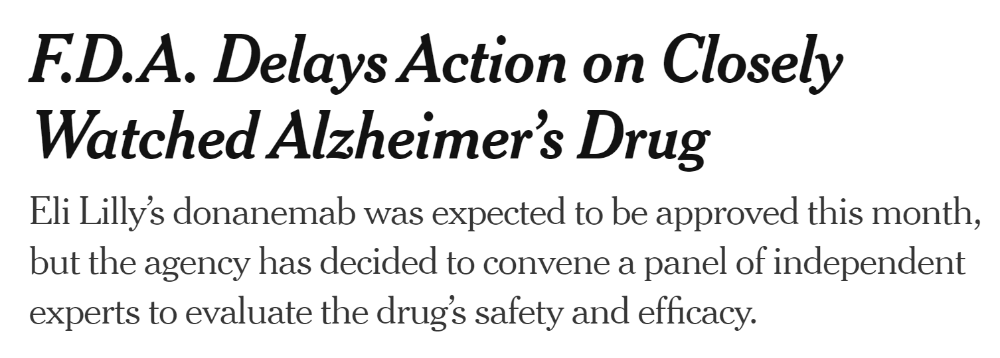 F.D.A. Delays Action on Closely
Watched Alzheimer’s Drug
Eli Lilly’s donanemab was expected to be approved this month,
but the agency has decided to convene a panel of independent
experts to evaluate the drug’s safety and efficacy.